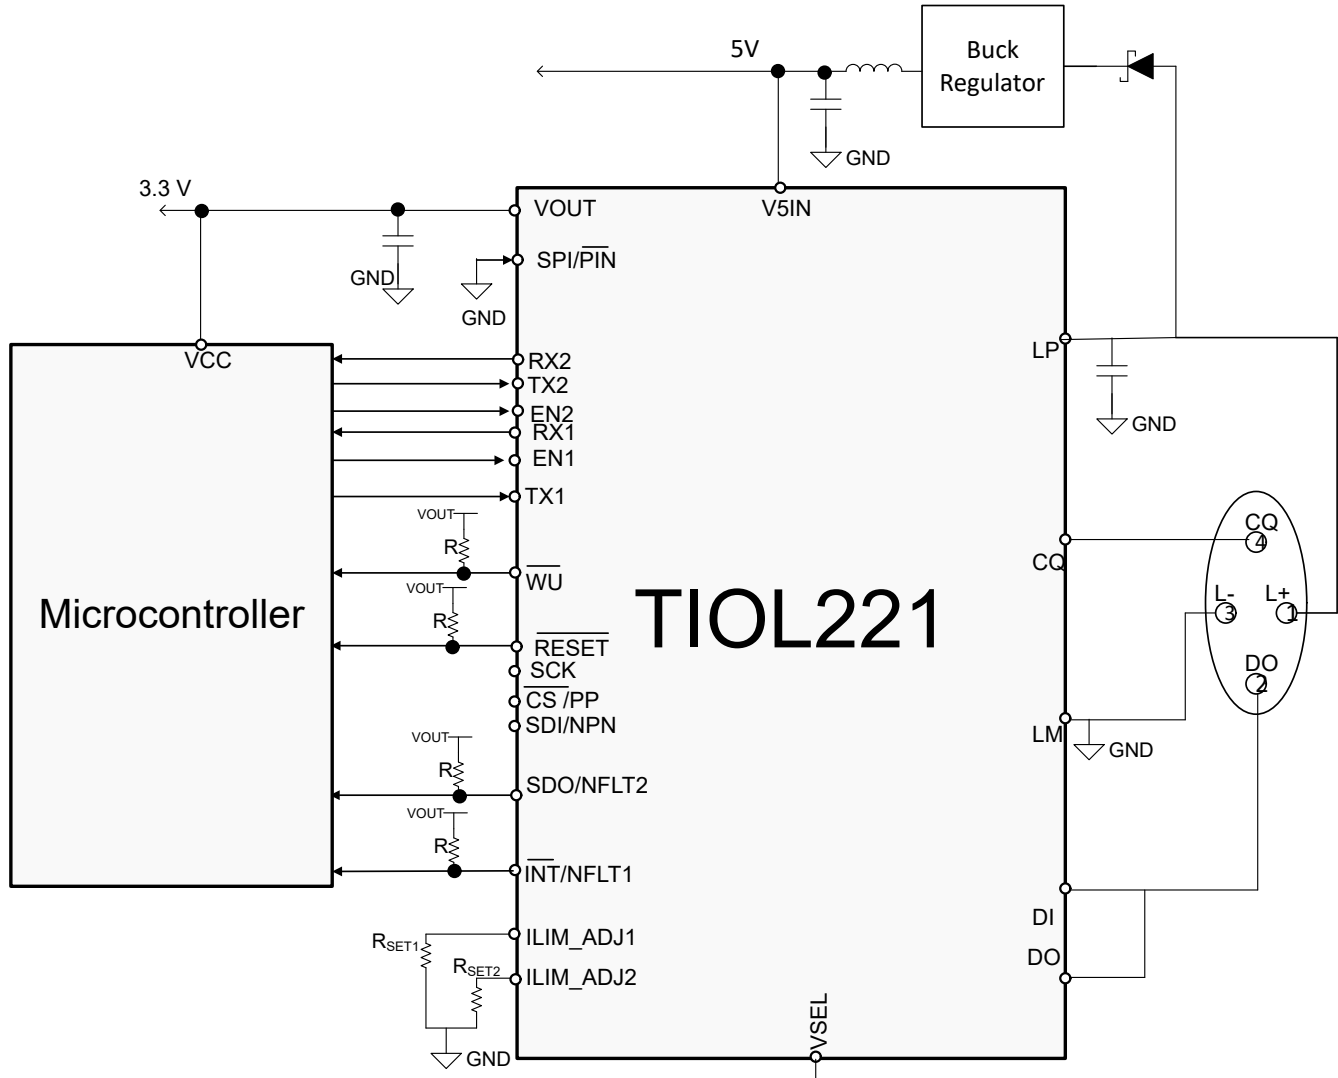 5V
Buck
Regulator
GND
3.3 V
VOUT
V5IN
SPI/PIN
GND
GND
VCC
LP
RX2
TX2
EN2
RX1
EN1
TX1
GND
VOUT
R
WU
VOUT
R
RESET
SCK
CS /PP
SDI/NPN
Microcontroller
TIOL221
CQ
CQ
4
L-
3
L+
1
DO
2
LM
GND
VOUT
R
SDO/NFLT2
VOUT
R
INT/NFLT1
RSET1
ILIM_ADJ1
RSET2
ILIM_ADJ2
GND
DI
DO
VSEL